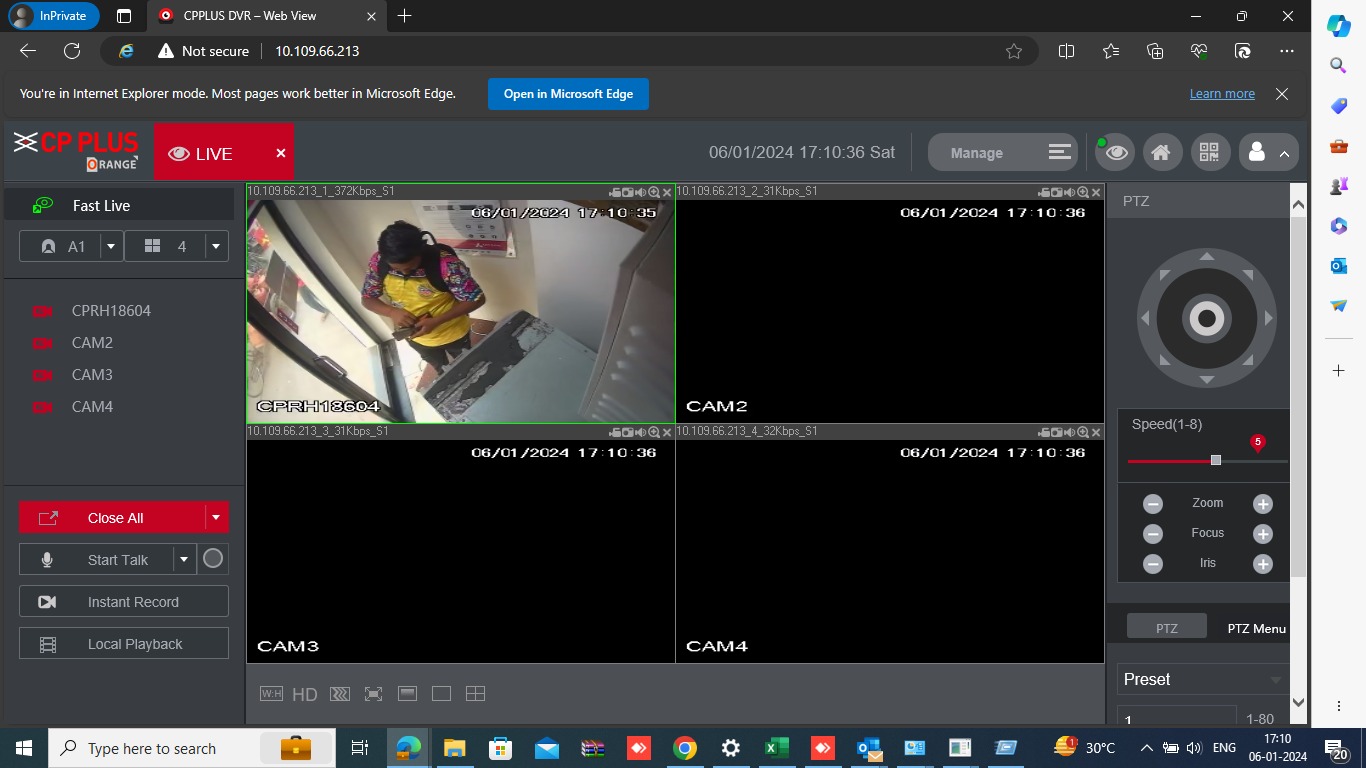 InPrivate
CPPLUS DVR – Web View
Not secure
10.109.66.213
You're in Internet Explorer mode. Most pages work better in Microsoft Edge.
Open in Microsoft Edge
Learn more
CP PLUS
ORANGE
LIVE
06/01/2024 17:10:36 Sat
Manage
Fast Live
A1
4
CPRH18604
CAM2
CAM3
CAM4
Close All
Start Talk
Instant Record
Local Playback
10.109.66.213_1_372Kbps_S1
06/01/2024 17:10:35
CPRH18604
10.109.66.213_2_31Kbps_S1
06/01/2024 17:10:36
CAM2
10.109.66.213_3_31Kbps_S1
06/01/2024 17:10:36
CAM3
10.109.66.213_4_32Kbps_S1
06/01/2024 17:10:36
CAM4
W:H
HD
PTZ
Speed(1-8)
5
Zoom
Focus
Iris
PTZ
PTZ Menu
Preset
1
1-80
Type here to search
1
30°C
ENG
17:10
06-01-2024
20